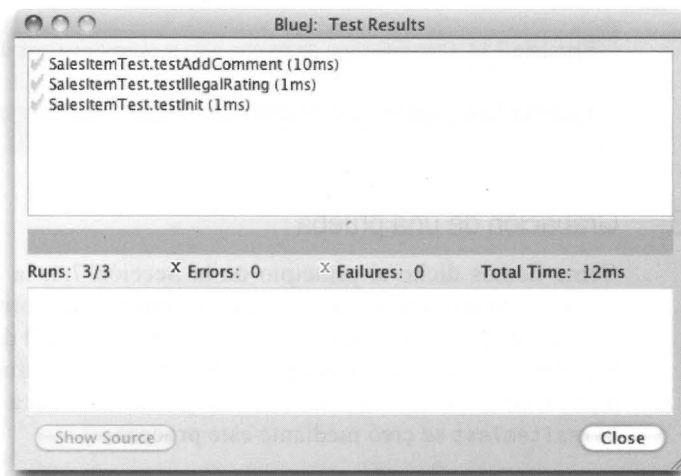 BlueJ: Test Results
SalesItemTest.testAddComment (10ms)
SalesItemTest.testIllegalRating (1ms)
SalesItemTest.testInit (1ms)
Runs: 3/3 x Errors: 0 x Failures: 0 Total Time: 12ms
Show Source Close